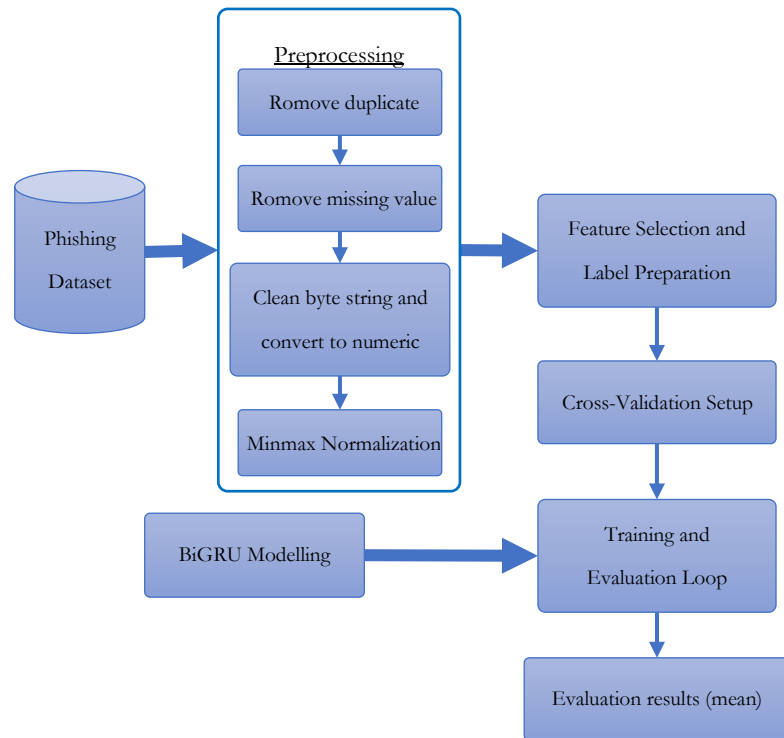 Preprocessing
Romove duplicate
Romove missing value
Clean byte string and
convert to numeric
Minmax Normalization
Phishing
Dataset
Feature Selection and
Label Preparation
Cross-Validation Setup
BiGRU Modelling
Training and
Evaluation Loop
Evaluation results (mean)